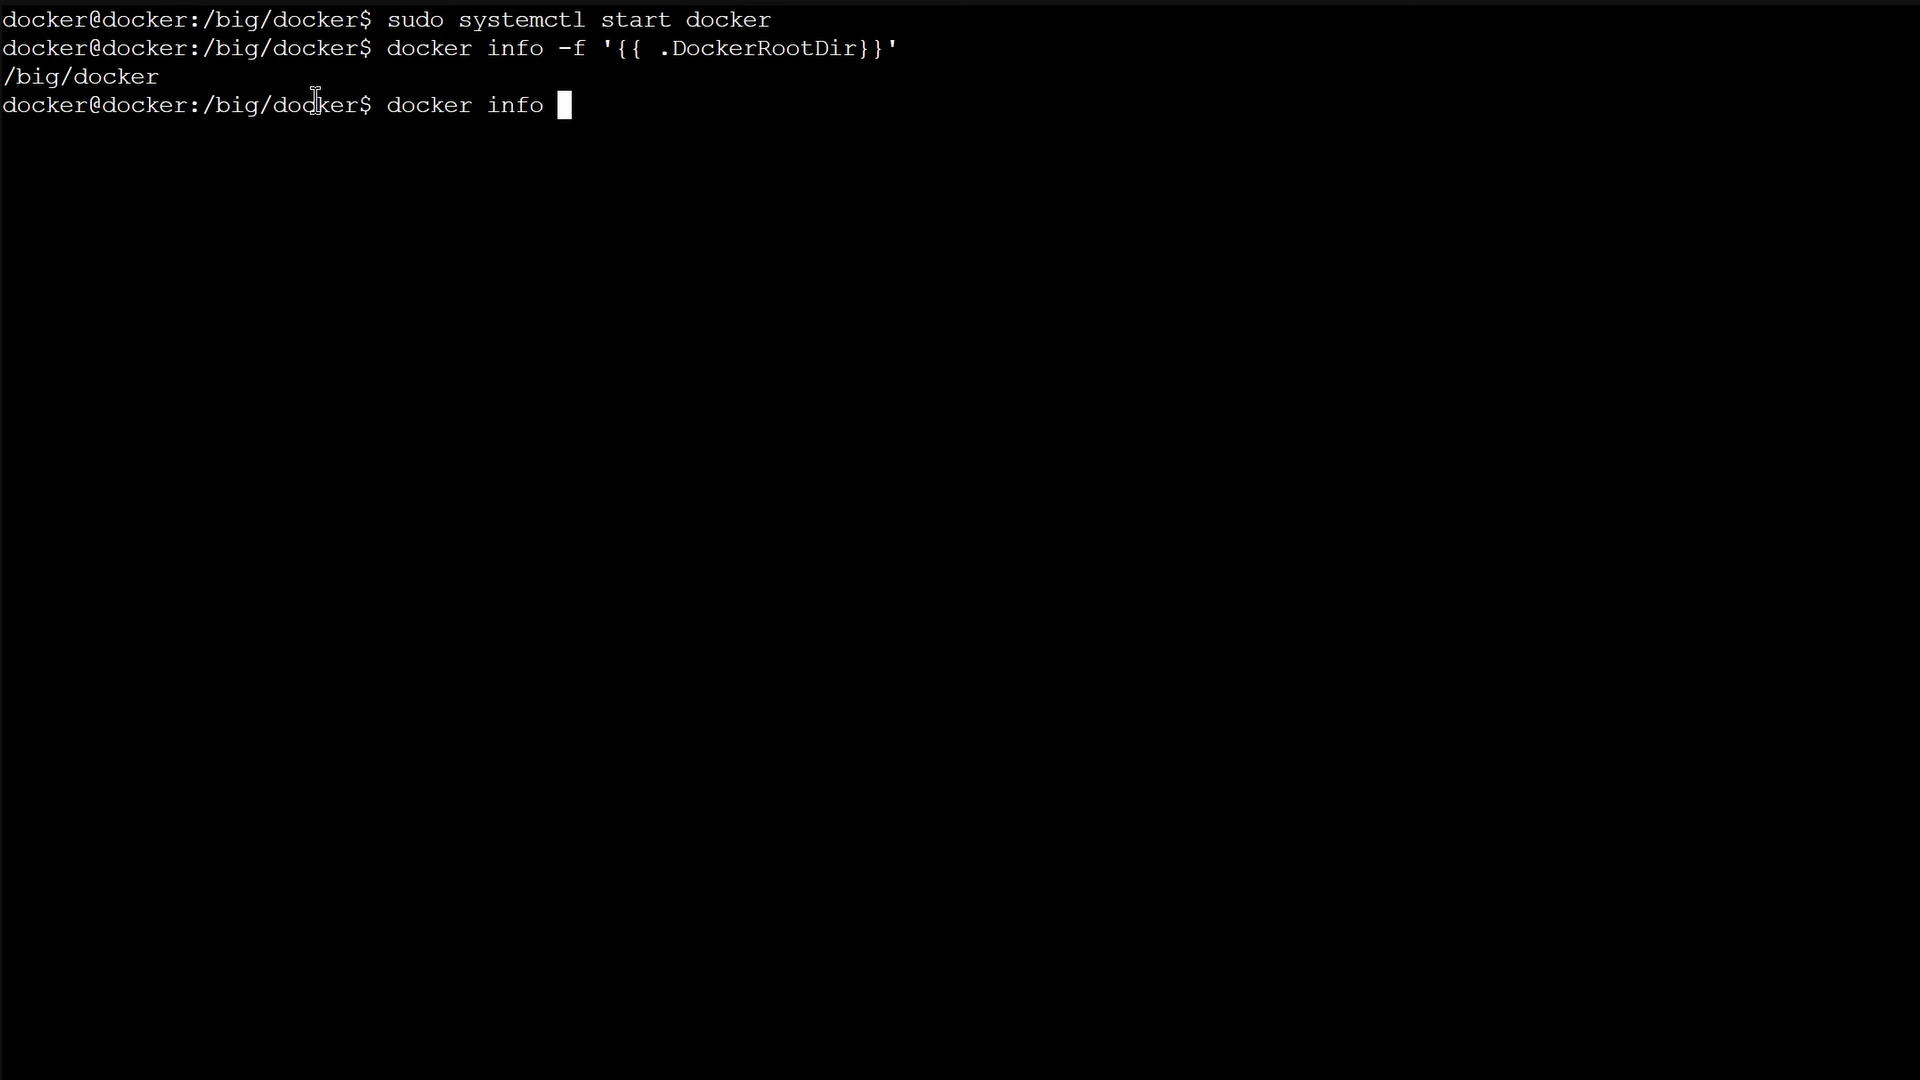 docker@docker:/big/docker$ sudo systemctl start docker
docker@docker:/big/docker$ docker info -f '{{ .DockerRootDir}}'
/big/docker
docker@docker:/big/docker$ docker info